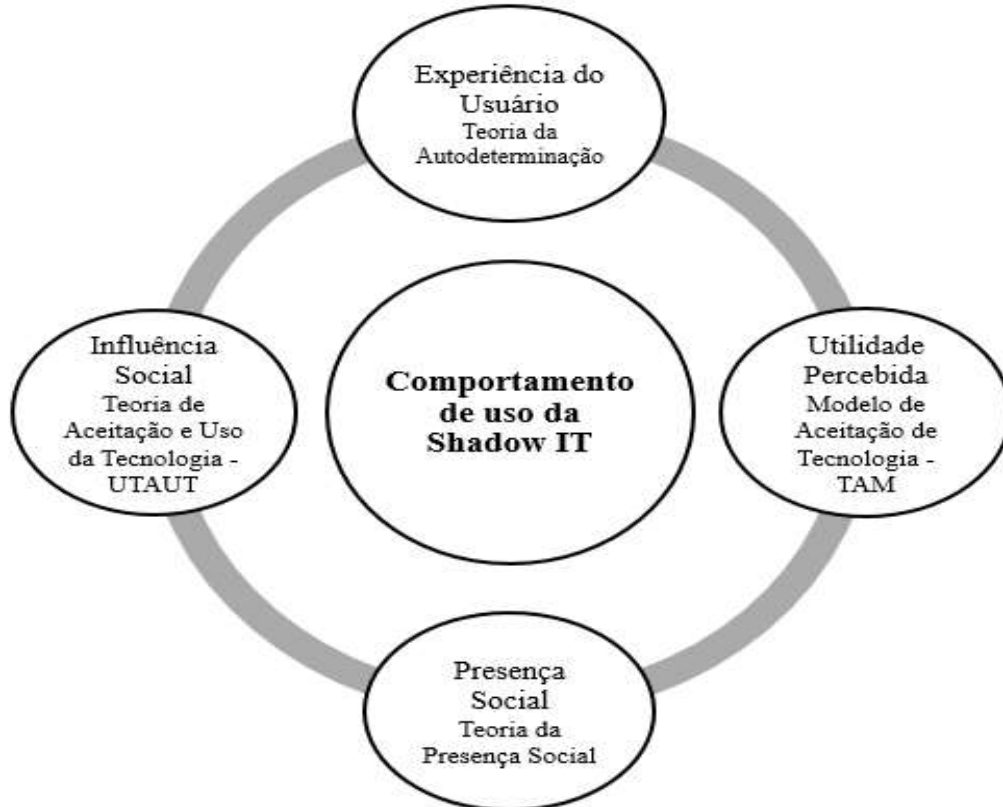 Experiência do
Usuário
Teoria da
Autodeterminação
Influência
Social
Teoria de
Aceitação e Uso
da Tecnologia -
UTAUT
Comportamento
de uso da
Shadow IT
Utilidade
Percebida
Modelo de
Aceitação de
Tecnologia -
TAM
Presença
Social
Teoria da
Presença Social